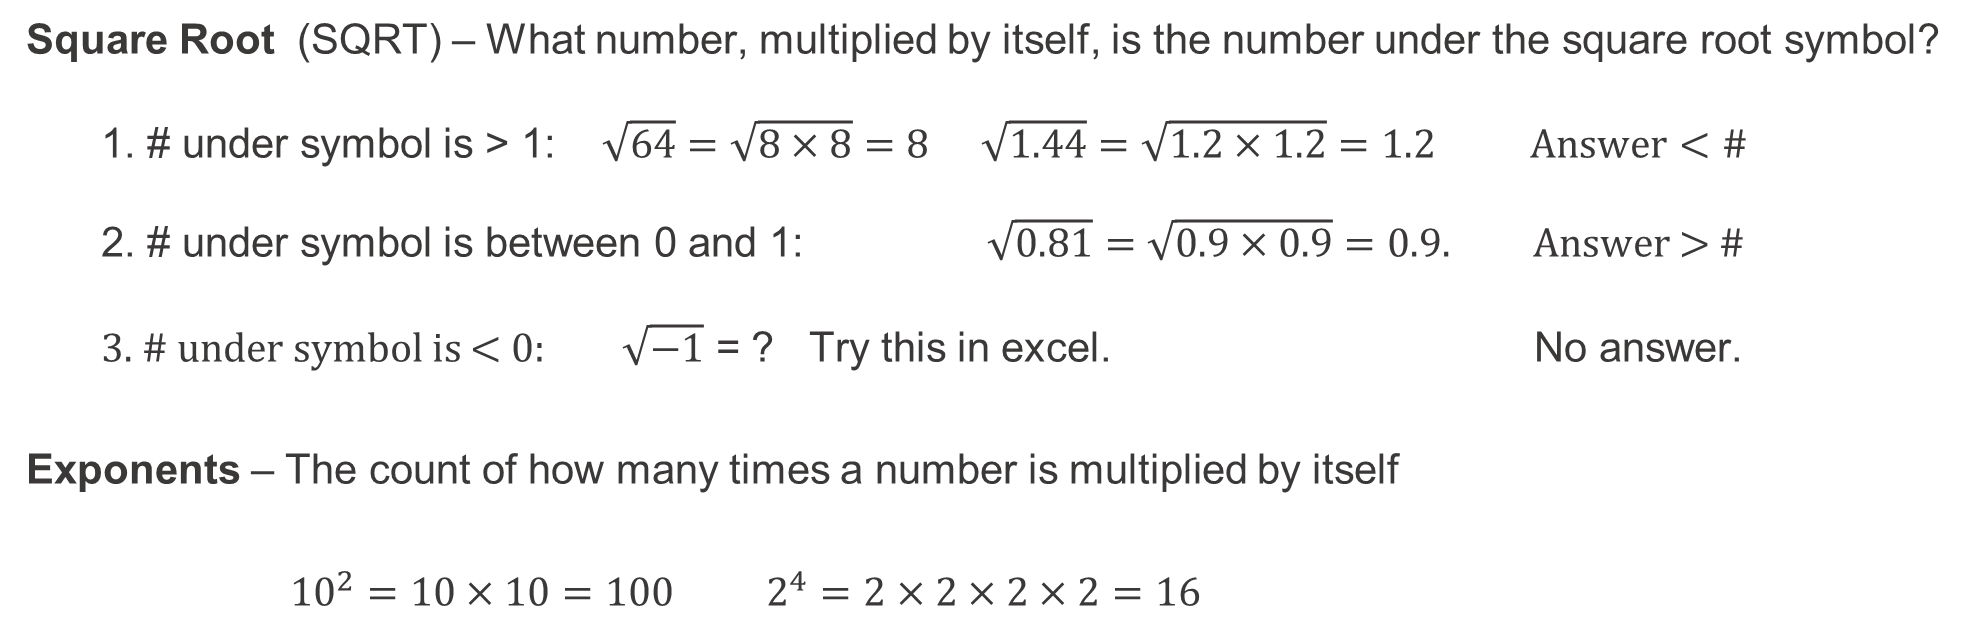 Square Root (SQRT) – What number, multiplied by itself, is the number under the square root symbol?
1. # under symbol is > 1: √64 = √8 × 8 = 8 √1.44 = √1.2 × 1.2 = 1.2 Answer < #
2. # under symbol is between 0 and 1: √0.81 = √0.9 × 0.9 = 0.9. Answer > #
3. # under symbol is < 0: √−1 = ? Try this in excel. No answer.
Exponents – The count of how many times a number is multiplied by itself
10² = 10 × 10 = 100 2⁴ = 2 × 2 × 2 × 2 = 16